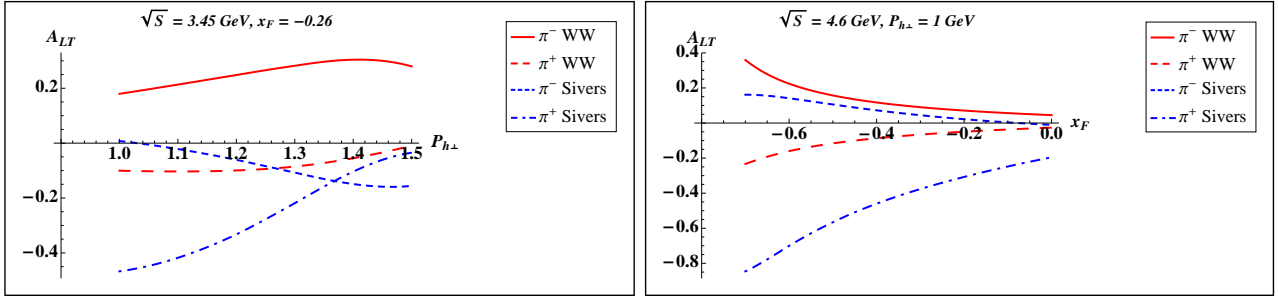 √S = 3.45 GeV, x_F = −0.26
A_LT
0.2
−0.2
−0.4
1.0 1.1 1.2 1.3 1.4 1.5
P_h⊥
π⁻ WW
π⁺ WW
π⁻ Sivers
π⁺ Sivers
√S = 4.6 GeV, P_h⊥ = 1 GeV
A_LT
0.4
0.2
−0.2
−0.4
−0.6
−0.8
−0.6 −0.4 −0.2 0.0
x_F
π⁻ WW
π⁺ WW
π⁻ Sivers
π⁺ Sivers